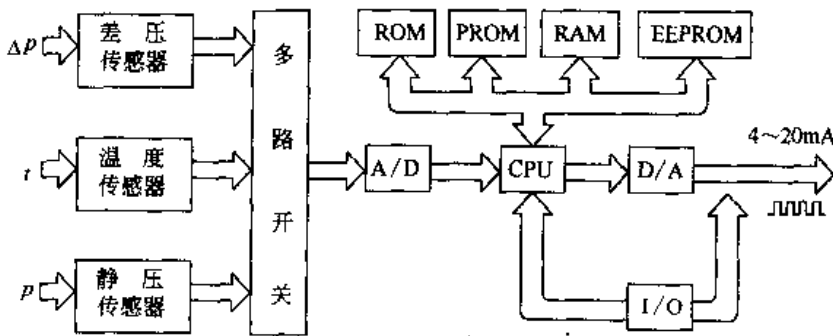 Δp
差压
传感器
t
温度
传感器
p
静压
传感器
多路开关
A/D
CPU
ROM
PROM
RAM
EEPROM
D/A
4～20mA
I/O